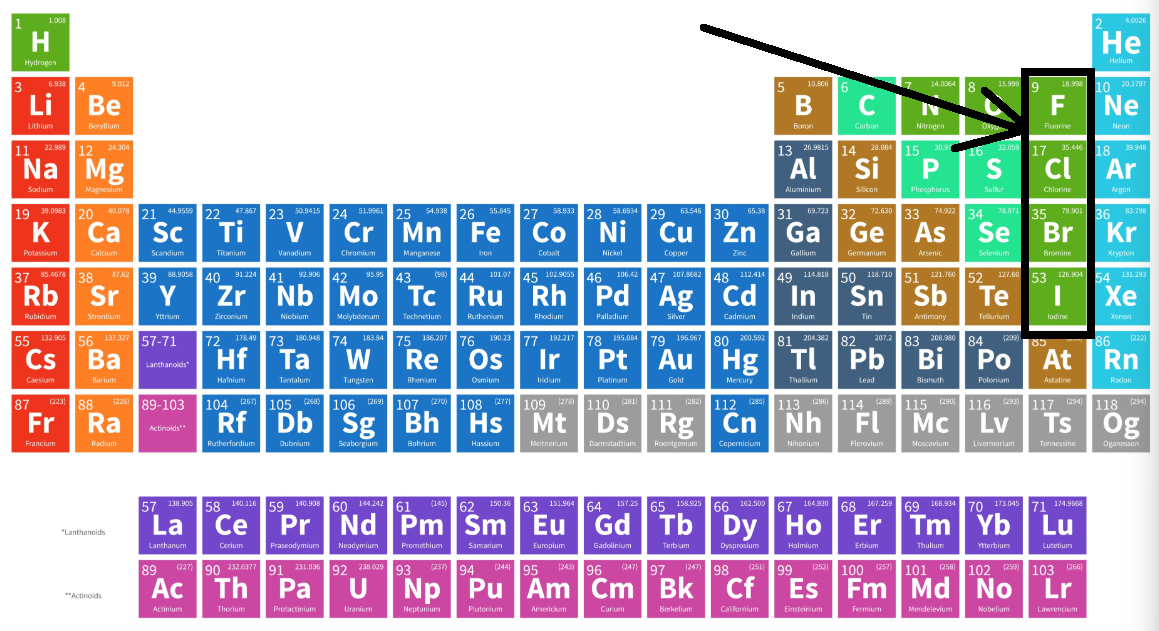 1 1.008 2 4.0026
H He
Hydrogen Helium
3 6.938 4 9.012 5 10.806 6 7 14.0064 8 13.999 9 18.998 10 20.1797
Li Be B C N O F Ne
Lithium Beryllium Boron Carbon Nitrogen Fluorine Neon
11 22.989 12 24.304 13 26.9815 14 28.084 15 16 32.059 17 35.446 18 39.948
Na Mg Al Si P S Cl Ar
Sodium Magnesium Aluminium Silicon Phosphorus Sulfur Chlorine Argon
19 39.0983 20 40.078 21 44.9559 22 47.867 23 50.9415 24 51.9961 25 54.938 26 55.845 27 58.933 28 58.6934 29 63.546 30 65.38 31 69.723 32 72.630 33 74.922 34 78.971 35 79.901 36 83.798
K Ca Sc Ti V Cr Mn Fe Co Ni Cu Zn Ga Ge As Se Br Kr
Potassium Calcium Scandium Titanium Vanadium Chromium Manganese Iron Cobalt Nickel Copper Zinc Gallium Germanium Arsenic Selenium Bromine Krypton
37 85.4678 38 87.62 39 88.9058 40 91.224 41 92.906 42 95.95 43 (98) 44 101.07 45 102.9055 46 106.42 47 107.8682 48 112.414 49 114.818 50 118.710 51 121.760 52 127.60 53 126.904 54 131.293
Rb Sr Y Zr Nb Mo Tc Ru Rh Pd Ag Cd In Sn Sb Te I Xe
Rubidium Strontium Yttrium Zirconium Niobium Molybdenum Technetium Ruthenium Rhodium Palladium Silver Cadmium Indium Tin Antimony Tellurium Iodine Xenon
55 132.905 56 137.327 57-71 72 178.49 73 180.948 74 183.84 75 186.207 76 190.23 77 192.217 78 195.084 79 196.967 80 200.592 81 204.382 82 207.2 83 208.980 84 (209) 85 86 (222)
Cs Ba Hf Ta W Re Os Ir Pt Au Hg Tl Pb Bi Po At Rn
Caesium Barium Lanthanoids* Hafnium Tantalum Tungsten Rhenium Osmium Iridium Platinum Gold Mercury Thallium Lead Bismuth Polonium Astatine Radon
87 (223) 88 (226) 89-103 104 (267) 105 (268) 106 (269) 107 (270) 108 (277) 109 (278) 110 (281) 111 (282) 112 (285) 113 (286) 114 (289) 115 (290) 116 (293) 117 (294) 118 (294)
Fr Ra Rf Db Sg Bh Hs Mt Ds Rg Cn Nh Fl Mc Lv Ts Og
Francium Radium Actinoids** Rutherfordium Dubnium Seaborgium Bohrium Hassium Meitnerium Darmstadtium Roentgenium Copernicium Nihonium Flerovium Moscovium Livermorium Tennessine Oganesson
57 138.905 58 140.116 59 140.908 60 144.242 61 (145) 62 150.36 63 151.964 64 157.25 65 158.925 66 162.500 67 164.930 68 167.259 69 168.934 70 173.045 71 174.9668
La Ce Pr Nd Pm Sm Eu Gd Tb Dy Ho Er Tm Yb Lu
*Lanthanoids Lanthanum Cerium Praseodymium Neodymium Promethium Samarium Europium Gadolinium Terbium Dysprosium Holmium Erbium Thulium Ytterbium Lutetium
89 (227) 90 232.0377 91 231.036 92 238.029 93 (237) 94 (244) 95 (243) 96 (247) 97 (247) 98 (251) 99 (252) 100 (257) 101 (258) 102 (259) 103 (266)
Ac Th Pa U Np Pu Am Cm Bk Cf Es Fm Md No Lr
**Actinoids Actinium Thorium Protactinium Uranium Neptunium Plutonium Americium Curium Berkelium Californium Einsteinium Fermium Mendelevium Nobelium Lawrencium